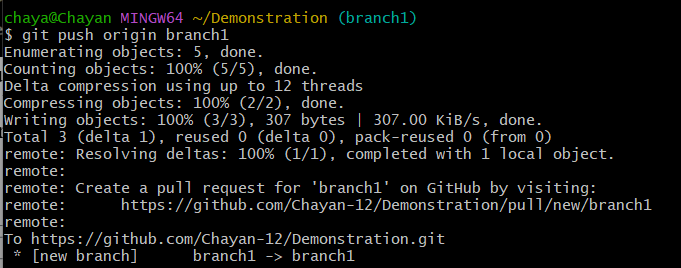 chaya@Chayan MINGW64 ~/Demonstration (branch1)
$ git push origin branch1
Enumerating objects: 5, done.
Counting objects: 100% (5/5), done.
Delta compression using up to 12 threads
Compressing objects: 100% (2/2), done.
Writing objects: 100% (3/3), 307 bytes | 307.00 KiB/s, done.
Total 3 (delta 1), reused 0 (delta 0), pack-reused 0 (from 0)
remote: Resolving deltas: 100% (1/1), completed with 1 local object.
remote:
remote: Create a pull request for 'branch1' on GitHub by visiting:
remote:      https://github.com/Chayan-12/Demonstration/pull/new/branch1
remote:
To https://github.com/Chayan-12/Demonstration.git
 * [new branch]      branch1 -> branch1